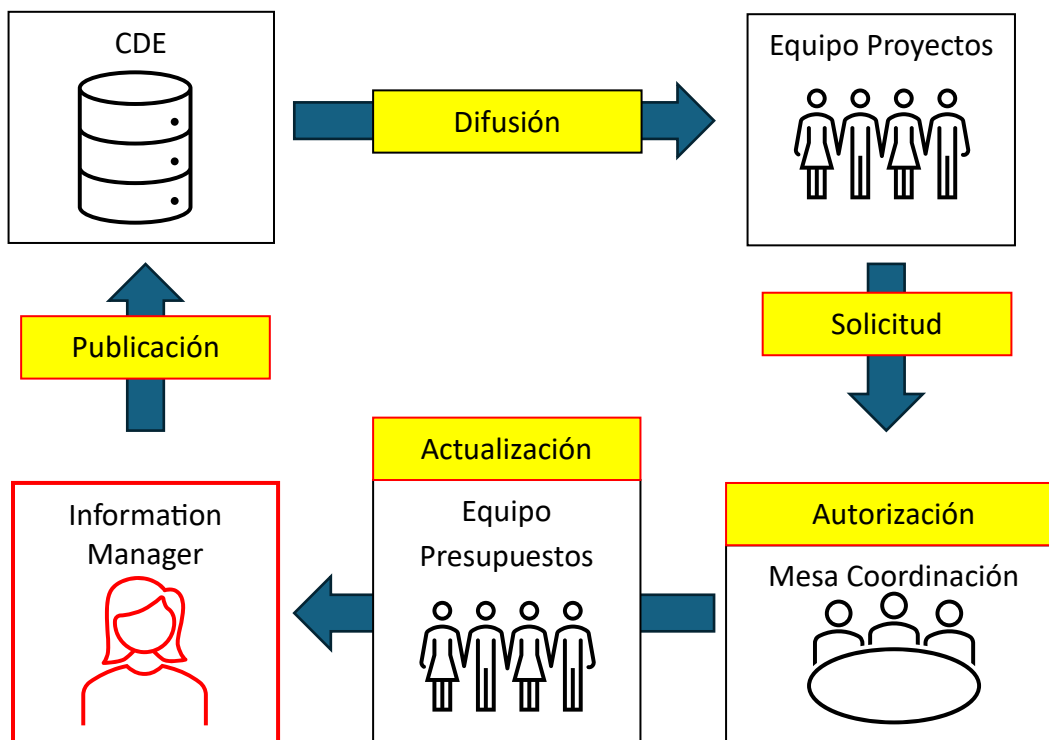 CDE
Difusión
Equipo Proyectos
Publicación
Solicitud
Actualización
Information
Manager
Equipo
Presupuestos
Autorización
Mesa Coordinación